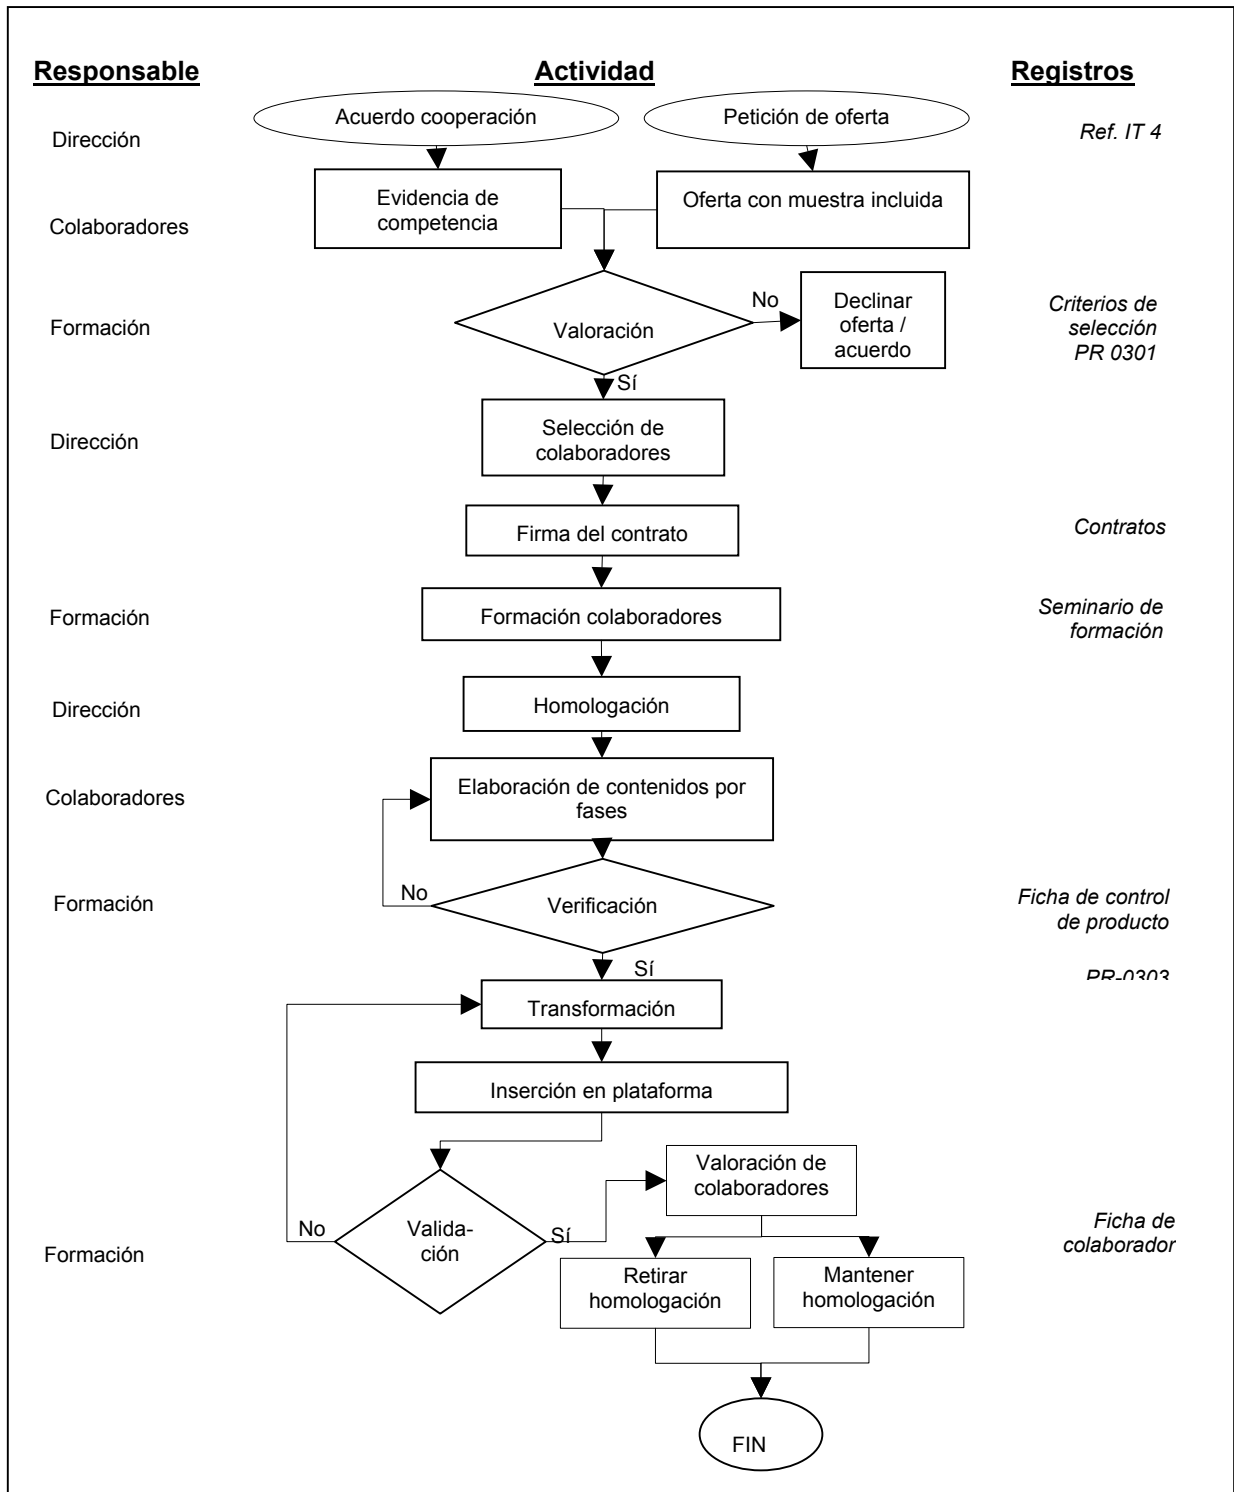 Responsable
Actividad
Registros
Acuerdo cooperación
Petición de oferta
Dirección
Ref. IT 4
Evidencia de
competencia
Oferta con muestra incluida
Colaboradores
Formación
Valoración
No
Declinar
oferta /
acuerdo
Criterios de
selección
PR 0301
Sí
Dirección
Selección de
colaboradores
Firma del contrato
Contratos
Formación
Formación colaboradores
Seminario de
formación
Dirección
Homologación
Colaboradores
Elaboración de contenidos por
fases
Formación
No
Verificación
Ficha de control
de producto
PR-0303
Sí
Transformación
Inserción en plataforma
Valoración de
colaboradores
Formación
No
Valida-
ción
Sí
Ficha de
colaborador
Retirar
homologación
Mantener
homologación
FIN